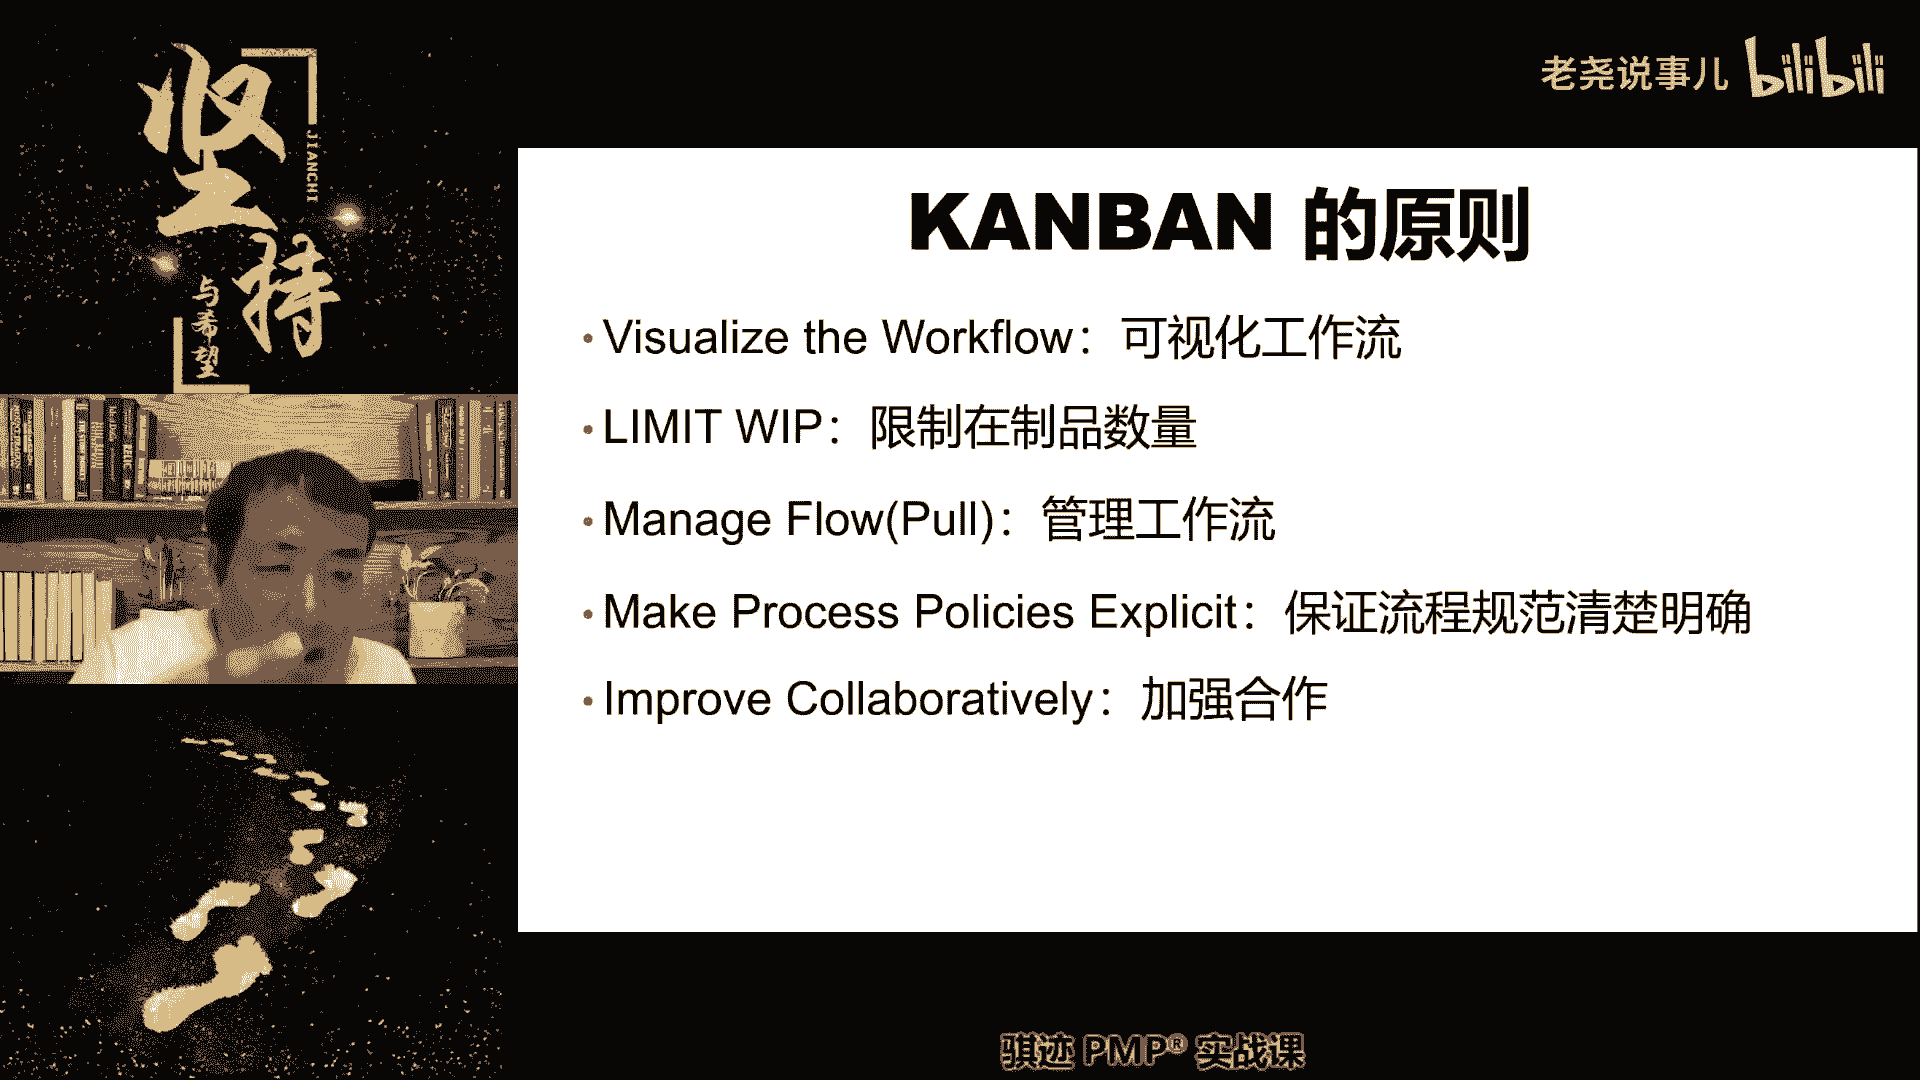 坚
持
JIANCHI
与希望
老尧说事儿 bilibili
KANBAN 的原则
• Visualize the Workflow：可视化工作流
• LIMIT WIP：限制在制品数量
• Manage Flow(Pull)：管理工作流
• Make Process Policies Explicit：保证流程规范清楚明确
• Improve Collaboratively：加强合作
骐迹 PMP® 实战课